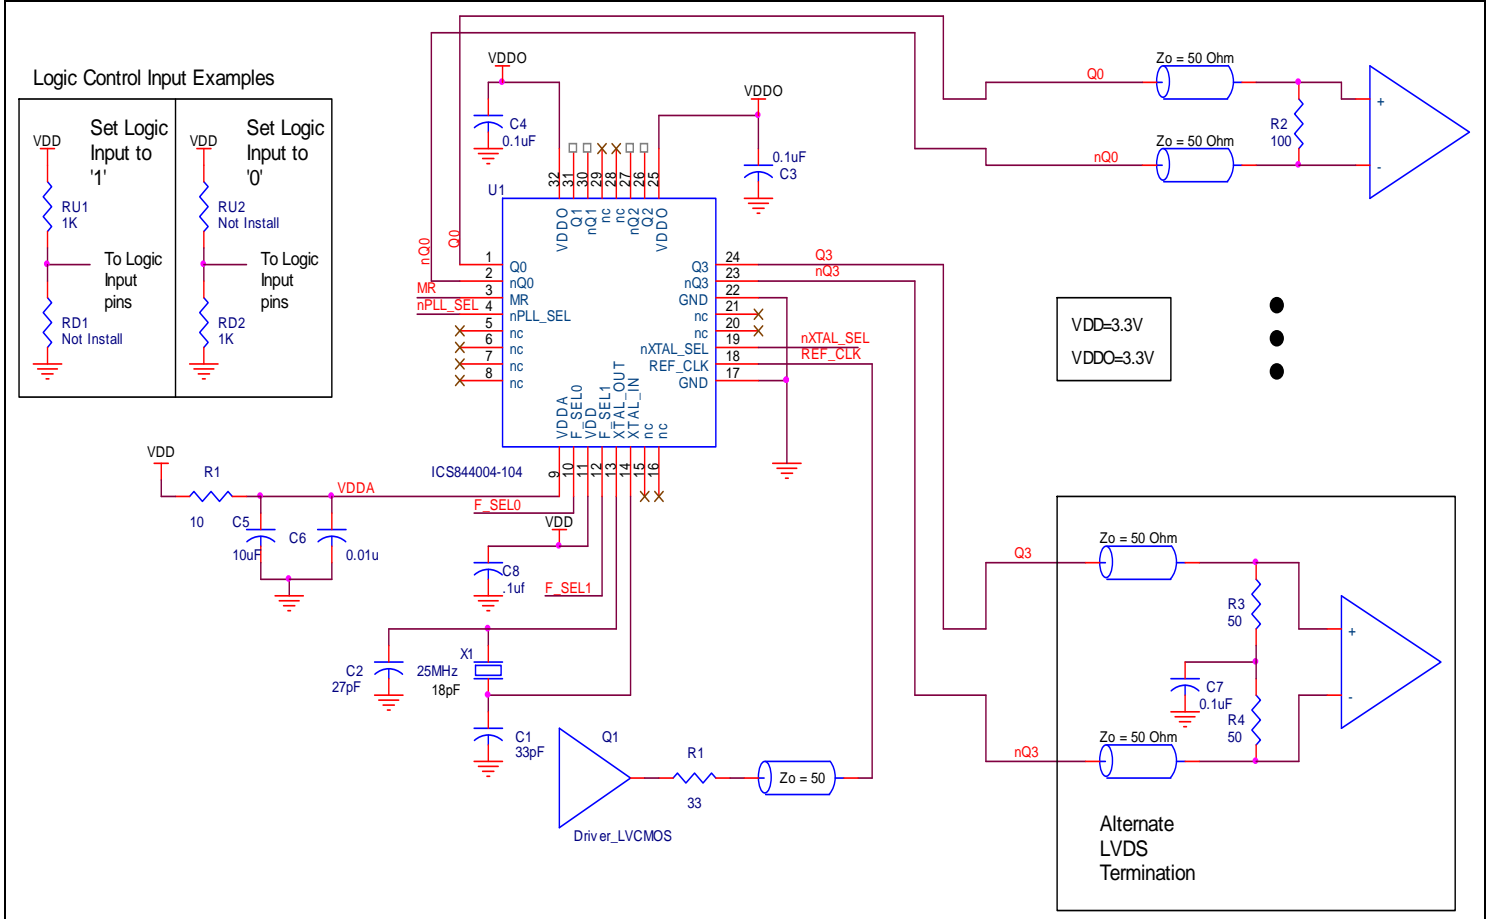 Logic Control Input Examples
Set Logic
Input to
'1'
VDD
RU1
1K
To Logic
Input
pins
RD1
Not Install
Set Logic
Input to
'0'
VDD
RU2
Not Install
To Logic
Input
pins
RD2
1K
VDDO
C4
0.1uF
VDDO
0.1uF
C3
U1
32
31
30
29
28
27
26
25
VDDO
Q1
nQ1
nc
nc
nQ2
Q2
VDDO
nQ0
Q0
MR
nPLL_SEL
1
2
3
4
5
6
7
8
Q0
nQ0
MR
nPLL_SEL
nc
nc
nc
nc
Q3
nQ3
GND
nc
nc
nXTAL_SEL
REF_CLK
GND
24
23
22
21
20
19
18
17
Q3
nQ3
nXTAL_SEL
REF_CLK
VDDA
F_SEL0
VDD
F_SEL1
XTAL_OUT
XTAL_IN
nc
nc
9
10
11
12
13
14
15
16
ICS844004-104
Q0
Zo = 50 Ohm
nQ0
Zo = 50 Ohm
R2
100
+
-
VDD=3.3V
VDDO=3.3V
VDD
R1
10
VDDA
C5
10uF
C6
0.01u
F_SEL0
VDD
C8
.1uf
F_SEL1
C2
27pF
X1
25MHz
18pF
C1
33pF
Q1
Driver_LVCMOS
R1
33
Zo = 50
Q3
Zo = 50 Ohm
R3
50
C7
0.1uF
R4
50
nQ3
Zo = 50 Ohm
+
-
Alternate
LVDS
Termination